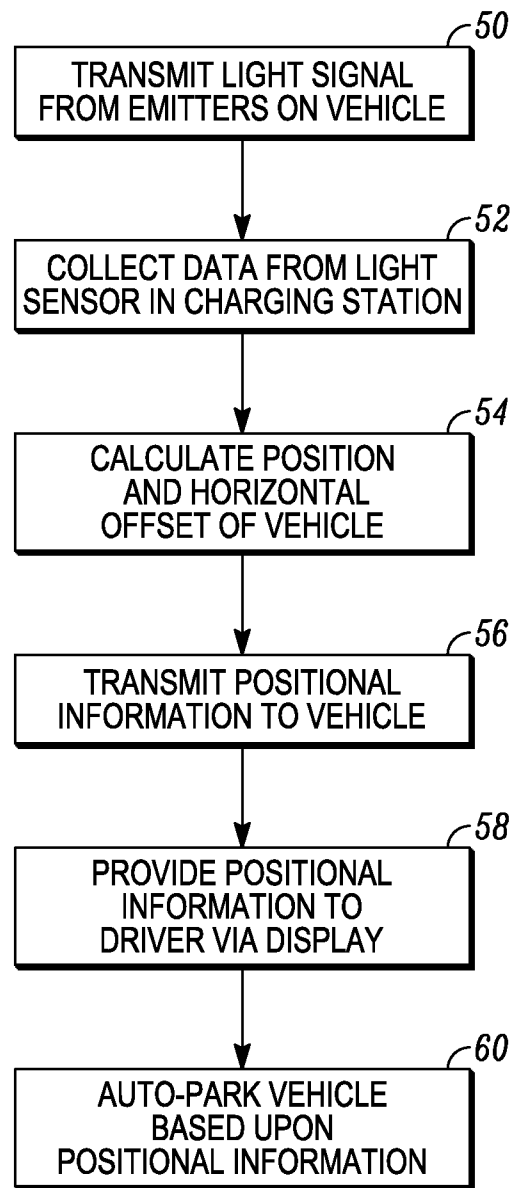 50
TRANSMIT LIGHT SIGNAL
FROM EMITTERS ON VEHICLE
52
COLLECT DATA FROM LIGHT
SENSOR IN CHARGING STATION
54
CALCULATE POSITION
AND HORIZONTAL
OFFSET OF VEHICLE
56
TRANSMIT POSITIONAL
INFORMATION TO VEHICLE
58
PROVIDE POSITIONAL
INFORMATION TO
DRIVER VIA DISPLAY
60
AUTO-PARK VEHICLE
BASED UPON
POSITIONAL INFORMATION